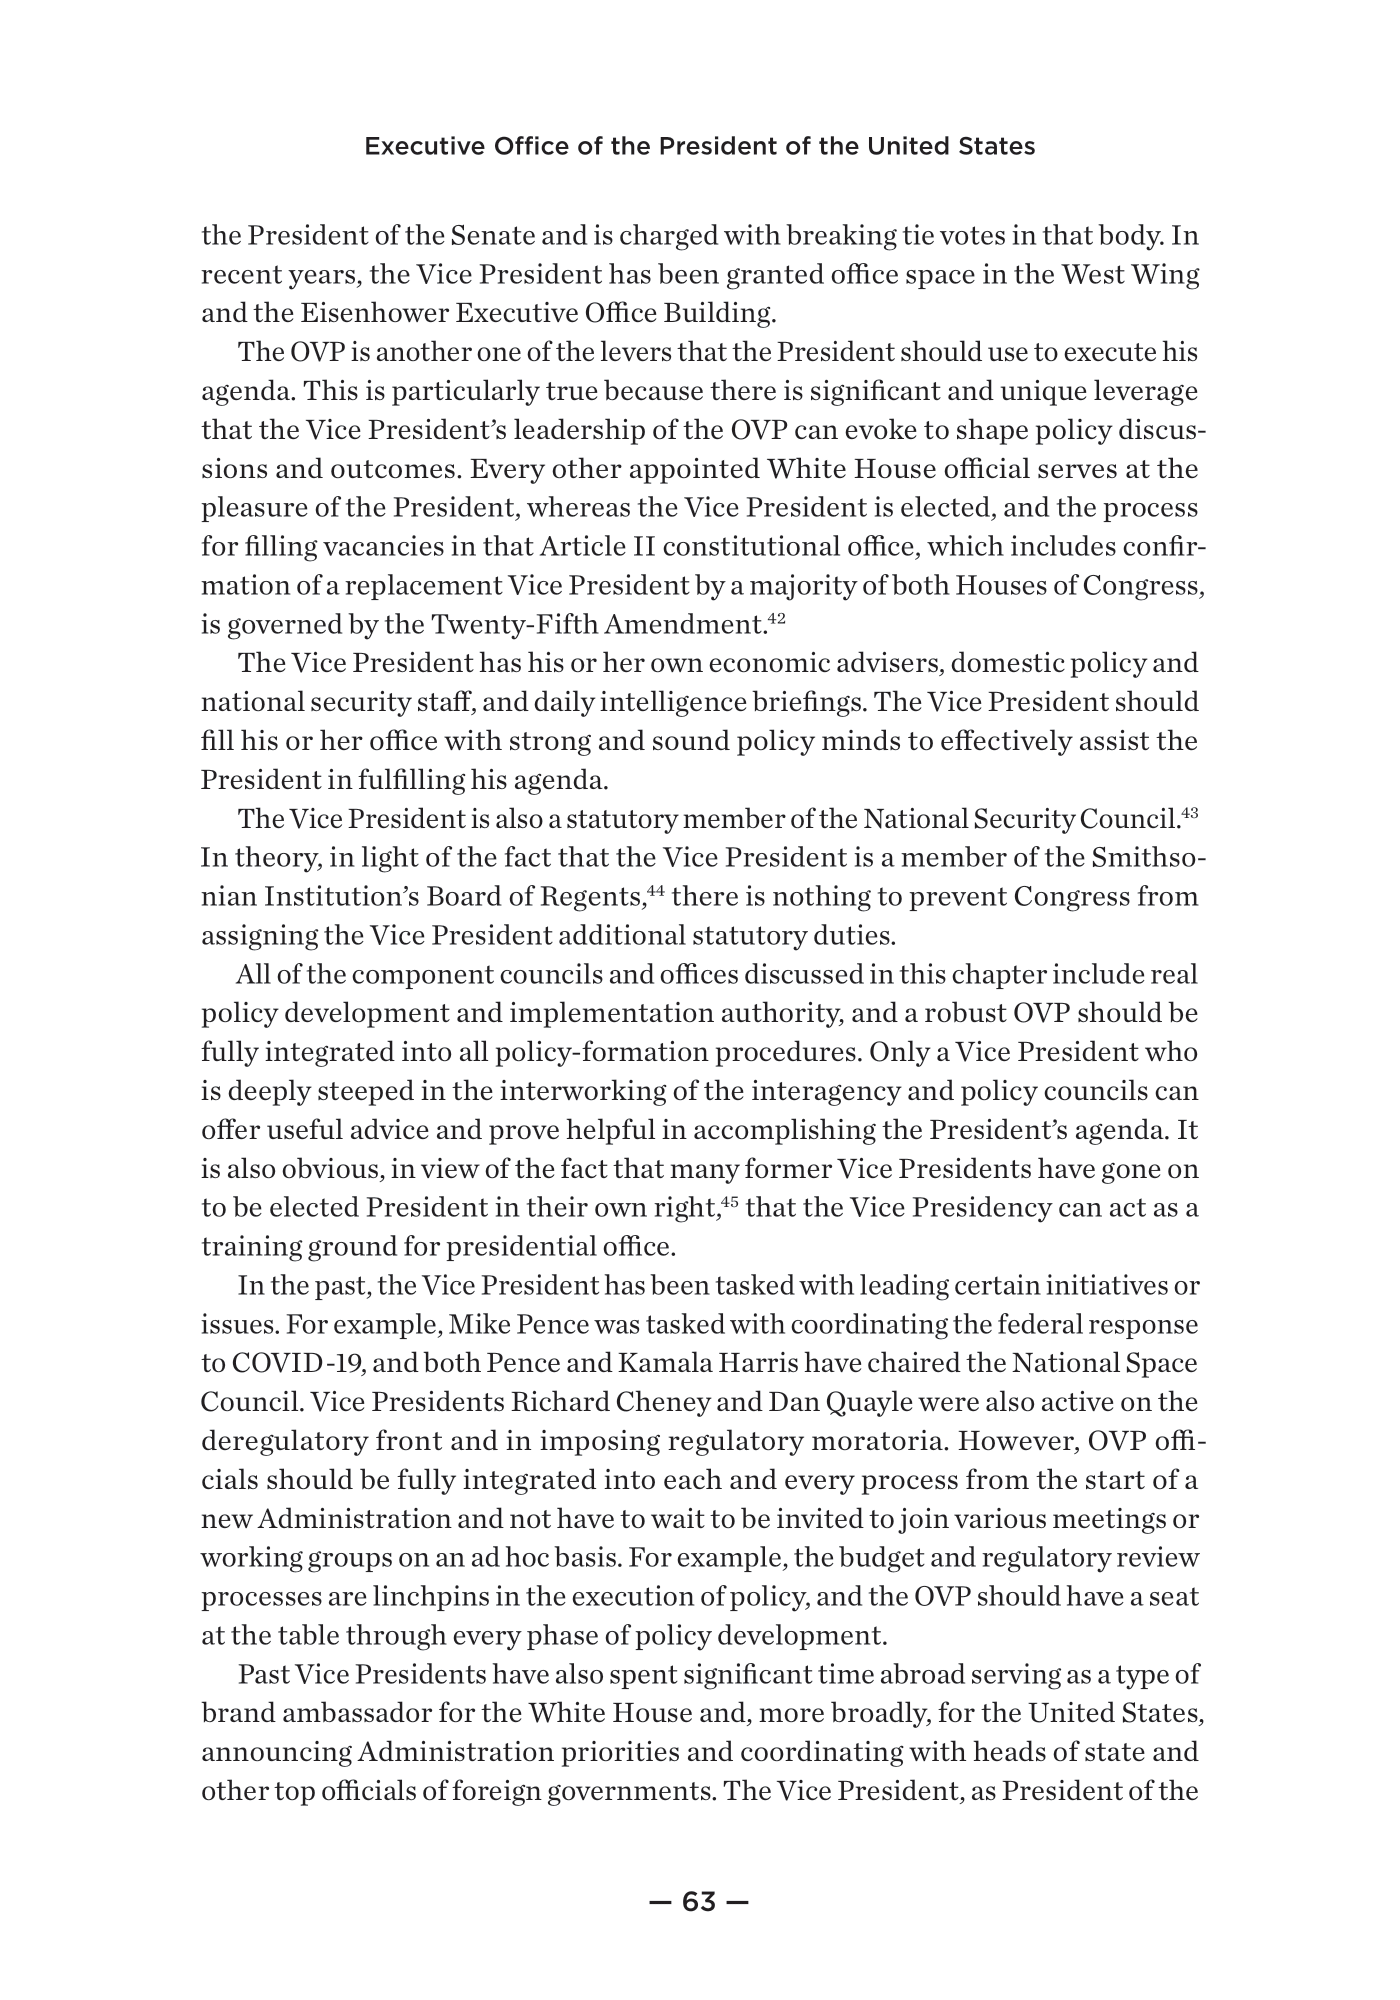 Executive Office of the President of the United States
the President of the Senate and is charged with breaking tie votes in that body. In
recent years, the Vice President has been granted office space in the West Wing
and the Eisenhower Executive Office Building.
The OVP is another one of the levers that the President should use to execute his
agenda. This is particularly true because there is significant and unique leverage
that the Vice President’s leadership of the OVP can evoke to shape policy discus-
sions and outcomes. Every other appointed White House official serves at the
pleasure of the President, whereas the Vice President is elected, and the process
for filling vacancies in that Article II constitutional office, which includes confir-
mation of a replacement Vice President by a majority of both Houses of Congress,
is governed by the Twenty-Fifth Amendment.42
The Vice President has his or her own economic advisers, domestic policy and
national security staff, and daily intelligence briefings. The Vice President should
fill his or her office with strong and sound policy minds to effectively assist the
President in fulfilling his agenda.
The Vice President is also a statutory member of the National Security Council.43
In theory, in light of the fact that the Vice President is a member of the Smithso-
nian Institution’s Board of Regents,44 there is nothing to prevent Congress from
assigning the Vice President additional statutory duties.
All of the component councils and offices discussed in this chapter include real
policy development and implementation authority, and a robust OVP should be
fully integrated into all policy-formation procedures. Only a Vice President who
is deeply steeped in the interworking of the interagency and policy councils can
offer useful advice and prove helpful in accomplishing the President’s agenda. It
is also obvious, in view of the fact that many former Vice Presidents have gone on
to be elected President in their own right,45 that the Vice Presidency can act as a
training ground for presidential office.
In the past, the Vice President has been tasked with leading certain initiatives or
issues. For example, Mike Pence was tasked with coordinating the federal response
to COVID-19, and both Pence and Kamala Harris have chaired the National Space
Council. Vice Presidents Richard Cheney and Dan Quayle were also active on the
deregulatory front and in imposing regulatory moratoria. However, OVP offi-
cials should be fully integrated into each and every process from the start of a
new Administration and not have to wait to be invited to join various meetings or
working groups on an ad hoc basis. For example, the budget and regulatory review
processes are linchpins in the execution of policy, and the OVP should have a seat
at the table through every phase of policy development.
Past Vice Presidents have also spent significant time abroad serving as a type of
brand ambassador for the White House and, more broadly, for the United States,
announcing Administration priorities and coordinating with heads of state and
other top officials of foreign governments. The Vice President, as President of the
— 63 —